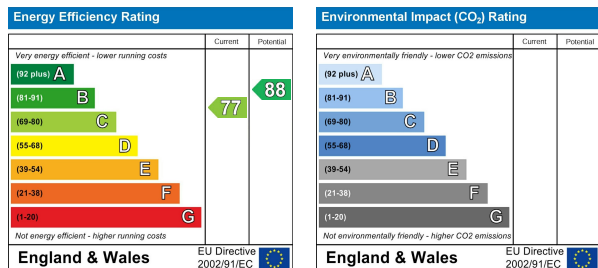 Energy Efficiency Rating
Current Potential
Very energy efficient - lower running costs
(92 plus) A
(81-91) B
(69-80) C
(55-68) D
(39-54) E
(21-38) F
(1-20) G
77
88
Not energy efficient - higher running costs
England & Wales
EU Directive
2002/91/EC
Environmental Impact (CO₂) Rating
Current Potential
Very environmentally friendly - lower CO2 emissions
(92 plus) A
(81-91) B
(69-80) C
(55-68) D
(39-54) E
(21-38) F
(1-20) G
Not environmentally friendly - higher CO2 emissions
England & Wales
EU Directive
2002/91/EC